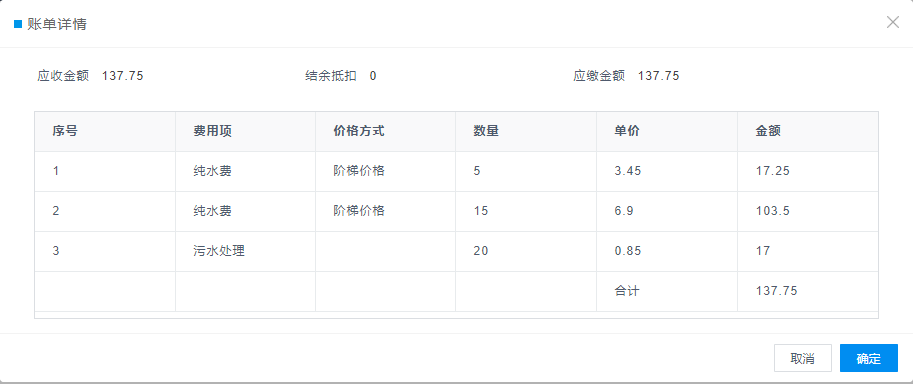 账单详情
应收金额 137.75 结余抵扣 0 应缴金额 137.75
序号 费用项 价格方式 数量 单价 金额
1 纯水费 阶梯价格 5 3.45 17.25
2 纯水费 阶梯价格 15 6.9 103.5
3 污水处理 20 0.85 17
合计 137.75
取消 确定